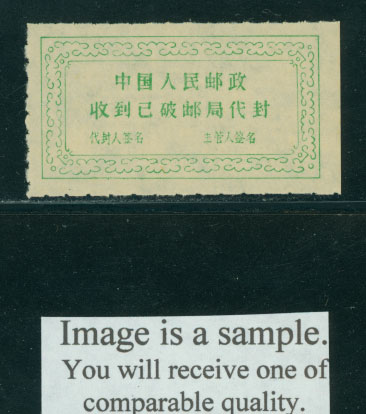 中国人民邮政
收到已破邮局代封
代封人签名 主管人签名
Image is a sample.
You will receive one of
comparable quality.